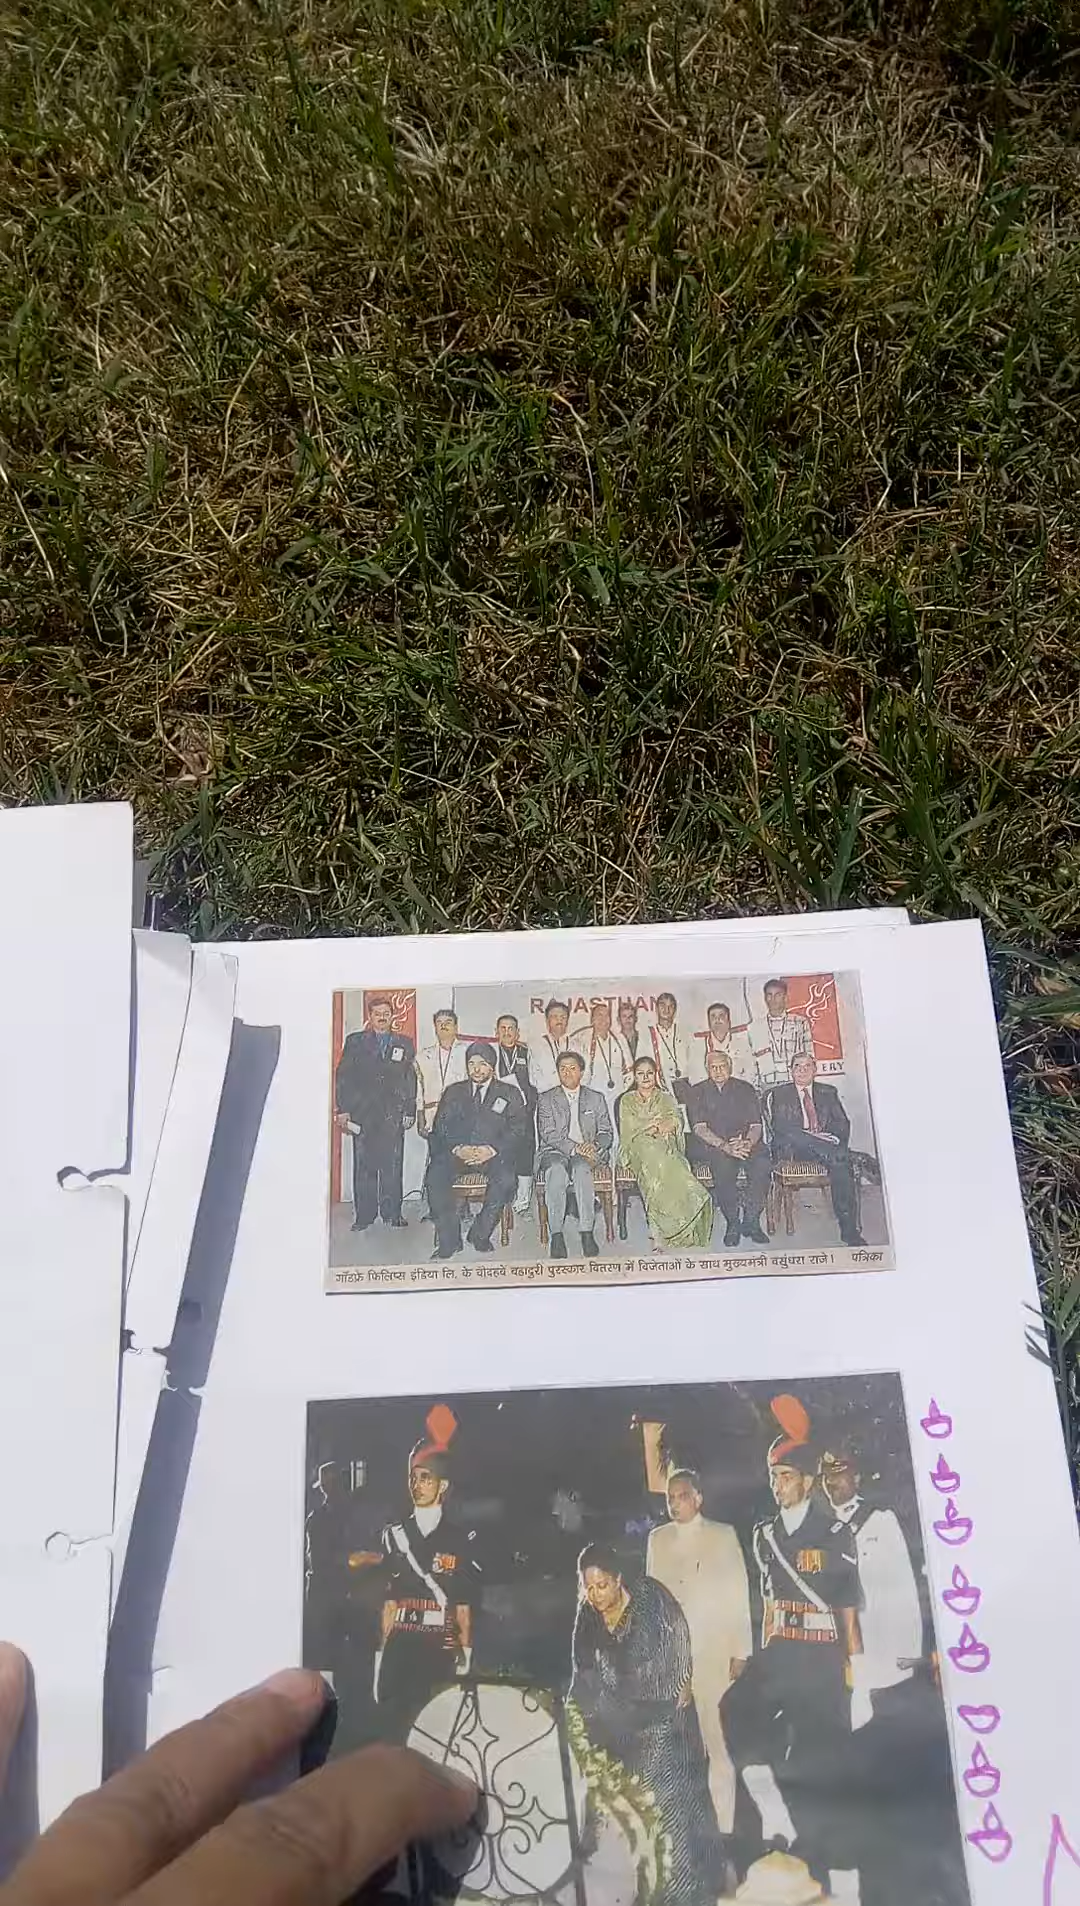 RAJASTHAN
ERY
गॉडफ्रे फिलिप्स इंडिया लि. के चौदहवें बहादुरी पुरस्कार वितरण में विजेताओं के साथ मुख्यमंत्री वसुंधरा राजे। पत्रिका